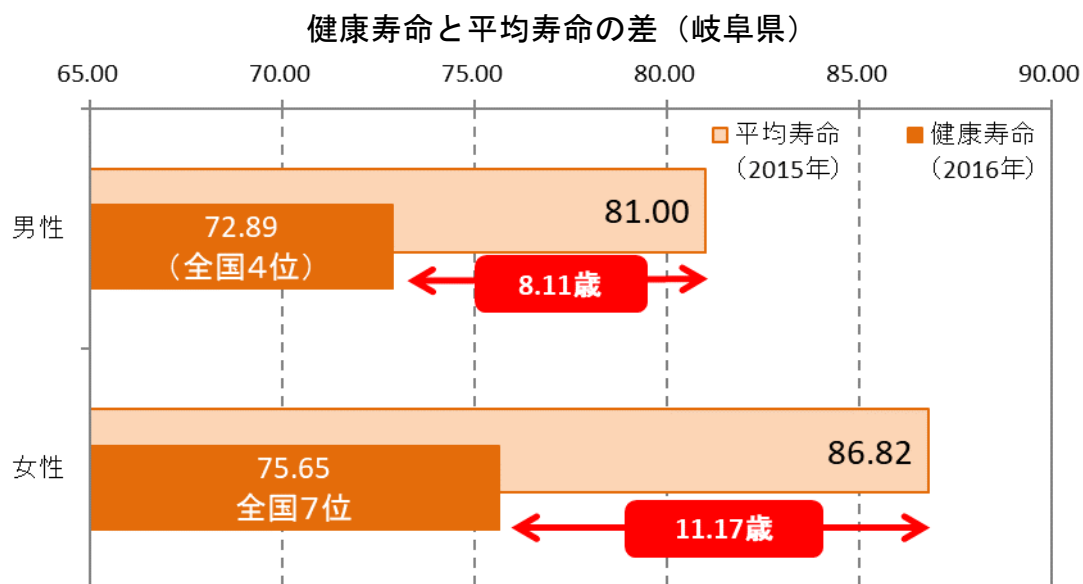 健康寿命と平均寿命の差（岐阜県）
65.00 70.00 75.00 80.00 85.00 90.00
平均寿命
（2015年）
健康寿命
（2016年）
男性
81.00
72.89
（全国４位）
8.11歳
女性
86.82
75.65
全国７位
11.17歳